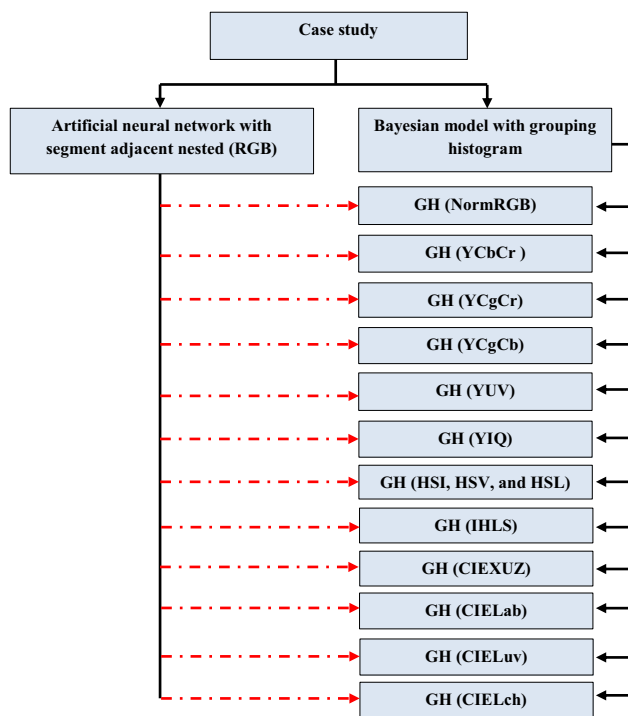 Case study
Artificial neural network with
segment adjacent nested (RGB)
Bayesian model with grouping
histogram
GH (NormRGB)
GH (YCbCr )
GH (YCgCr)
GH (YCgCb)
GH (YUV)
GH (YIQ)
GH (HSI, HSV, and HSL)
GH (IHLS)
GH (CIEXUZ)
GH (CIELab)
GH (CIELuv)
GH (CIELch)